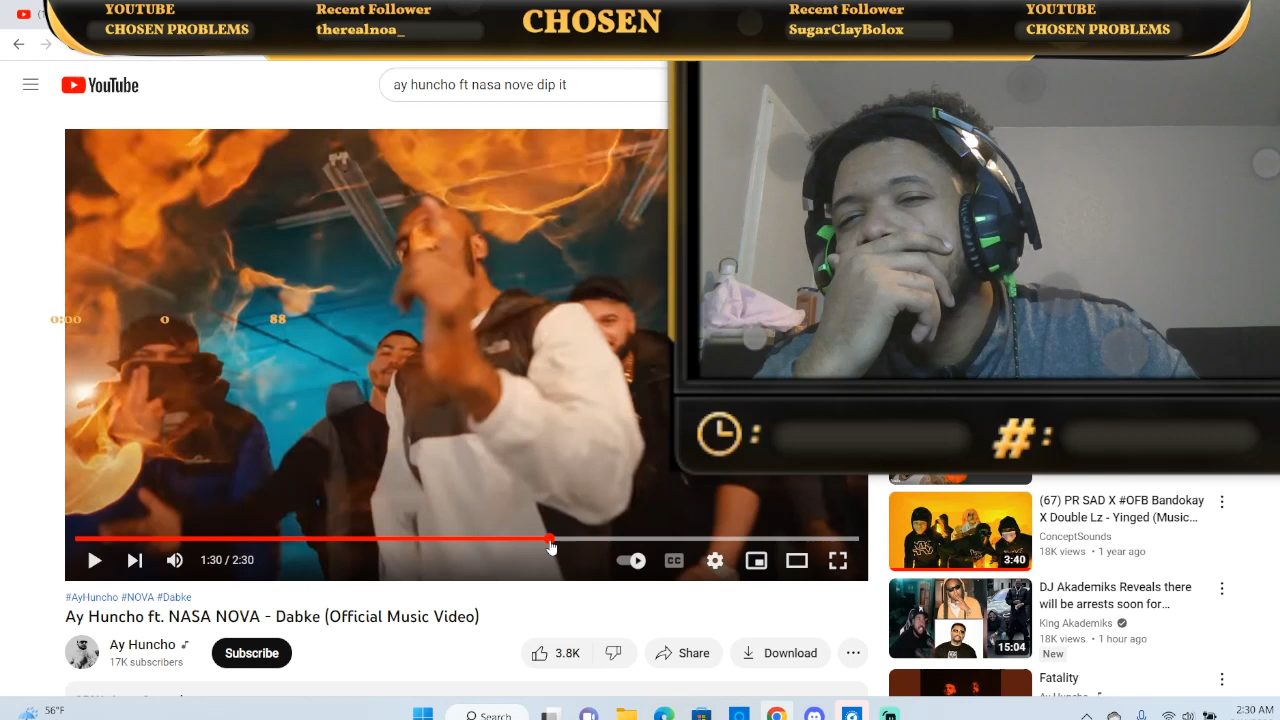 YOUTUBE
CHOSEN PROBLEMS
Recent Follower
therealnoa_
CHOSEN
Recent Follower
SugarClayBolox
YOUTUBE
CHOSEN PROBLEMS
YouTube
ay huncho ft nasa nove dip it
0:00 0 88
1:30 / 2:30
CC
: # :
#AyHuncho #NOVA #Dabke
Ay Huncho ft. NASA NOVA - Dabke (Official Music Video)
Ay Huncho
17K subscribers
Subscribe
3.8K
Share
Download
(67) PR SAD X #OFB Bandokay
X Double Lz - Yinged (Music...
ConceptSounds
18K views • 1 year ago
3:40
DJ Akademiks Reveals there
will be arrests soon for...
King Akademiks
18K views • 1 hour ago
New
15:04
Fatality
56°F
Search
2:30 AM